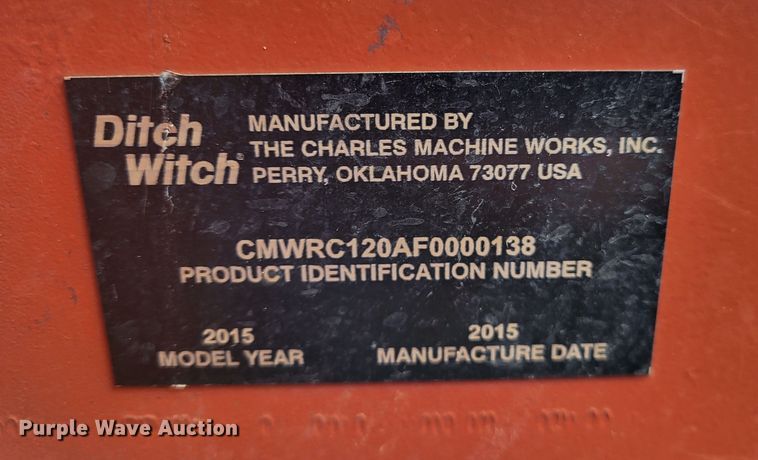 Ditch Witch®
MANUFACTURED BY
THE CHARLES MACHINE WORKS, INC.
PERRY, OKLAHOMA 73077 USA
CMWRC120AF0000138
PRODUCT IDENTIFICATION NUMBER
2015
MODEL YEAR
2015
MANUFACTURE DATE
Purple Wave Auction